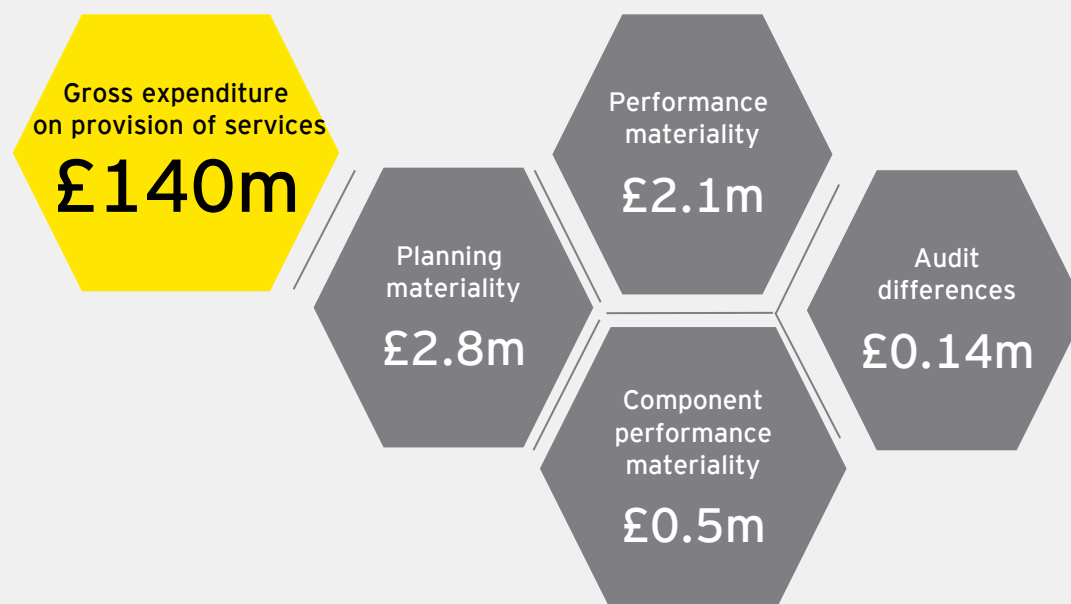 Gross expenditure
on provision of services
£140m
Planning
materiality
£2.8m
Performance
materiality
£2.1m
Component
performance
materiality
£0.5m
Audit
differences
£0.14m